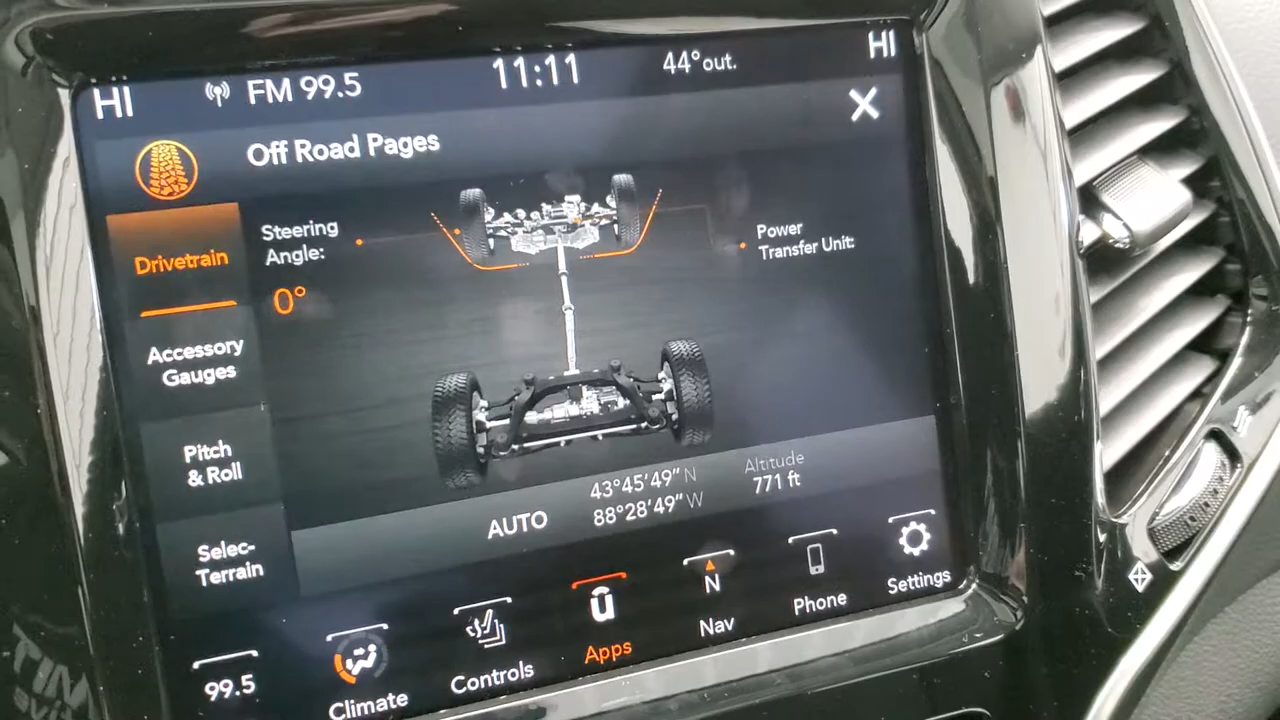 HI
FM 99.5
11:11
44°out.
HI
X
Off Road Pages
Drivetrain
Steering
Angle:
0°
Power
Transfer Unit:
Accessory
Gauges
Pitch
& Roll
Selec-
Terrain
AUTO
43°45'49" N
88°28'49" W
Altitude
771 ft
99.5
Climate
Controls
Apps
N
Nav
Phone
Settings
TIM